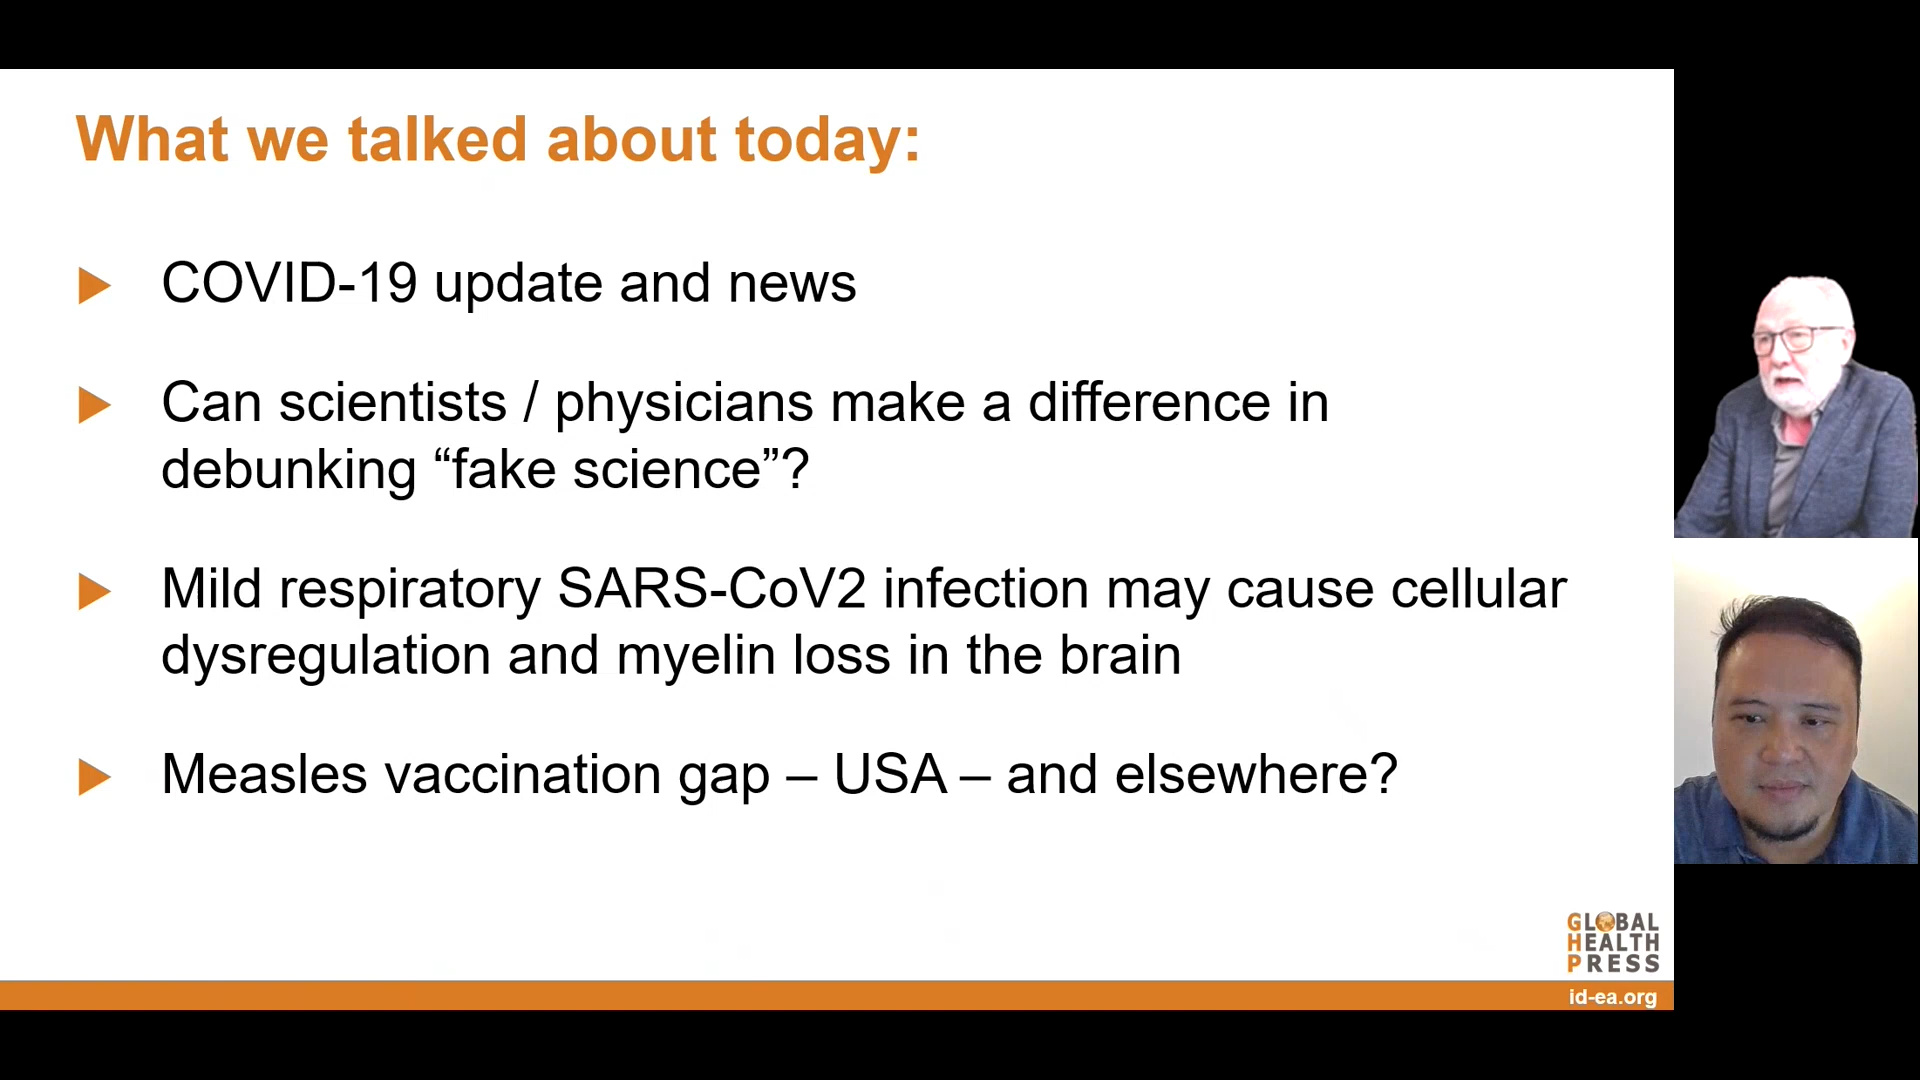 What we talked about today:
COVID-19 update and news
Can scientists / physicians make a difference in
debunking “fake science”?
Mild respiratory SARS-CoV2 infection may cause cellular
dysregulation and myelin loss in the brain
Measles vaccination gap – USA – and elsewhere?
GLOBAL
HEALTH
PRESS
id-ea.org